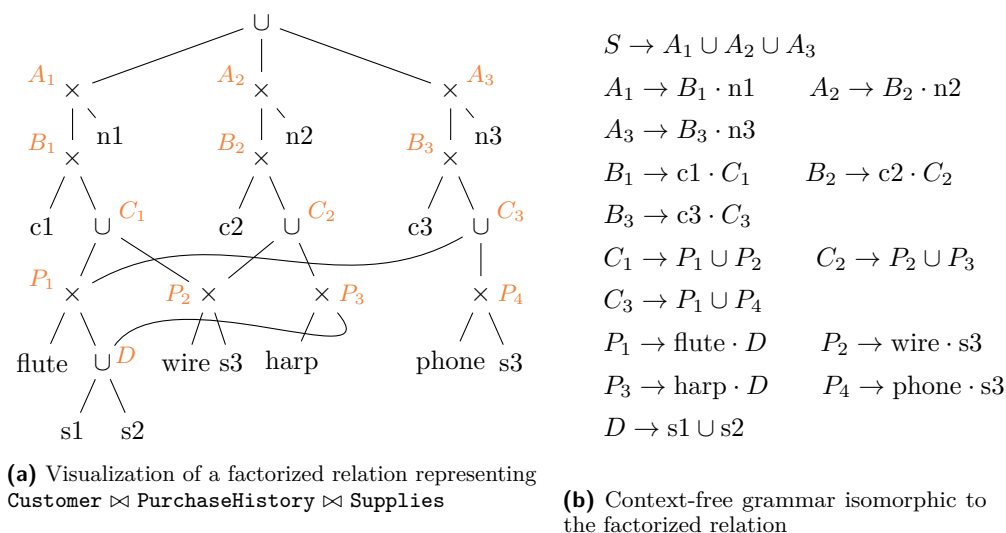 ∪
A₁ × A₂ × A₃ ×
n1 n2 n3
B₁ × B₂ × B₃ ×
c1 ∪ C₁ c2 ∪ C₂ c3 ∪ C₃
P₁ × P₂ × × P₃ × P₄
flute ∪ D wire s3 harp phone s3
s1 s2
(a) Visualization of a factorized relation representing
Customer ⋈ PurchaseHistory ⋈ Supplies
S → A₁ ∪ A₂ ∪ A₃
A₁ → B₁ · n1 A₂ → B₂ · n2
A₃ → B₃ · n3
B₁ → c1 · C₁ B₂ → c2 · C₂
B₃ → c3 · C₃
C₁ → P₁ ∪ P₂ C₂ → P₂ ∪ P₃
C₃ → P₁ ∪ P₄
P₁ → flute · D P₂ → wire · s3
P₃ → harp · D P₄ → phone · s3
D → s1 ∪ s2
(b) Context-free grammar isomorphic to
the factorized relation